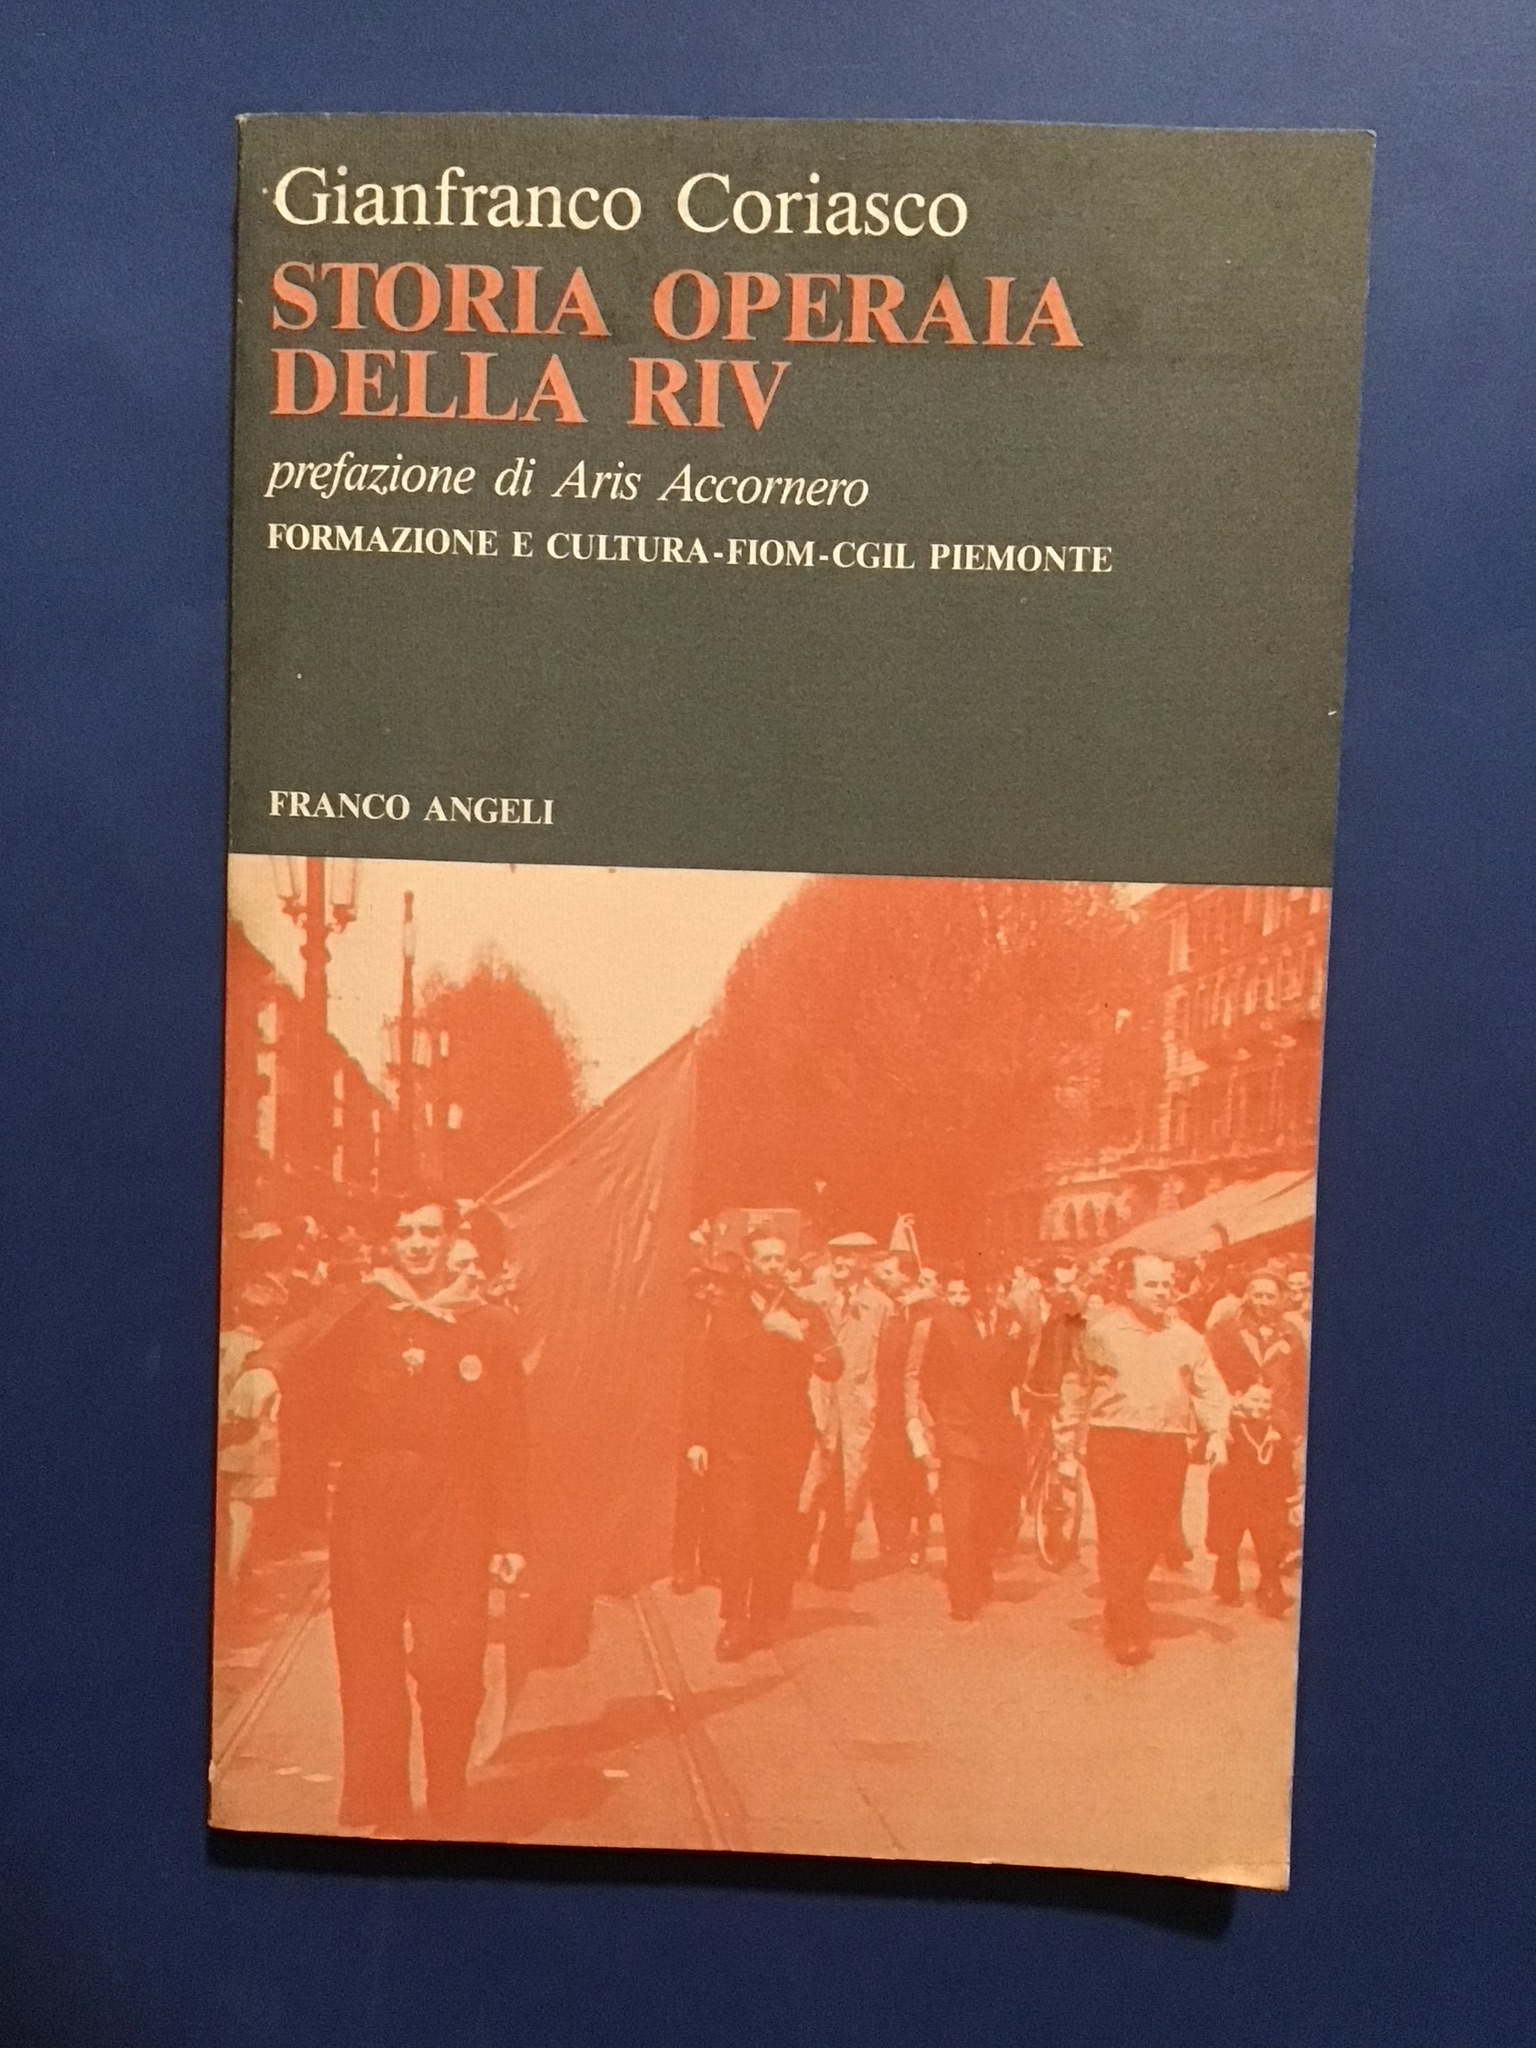 Gianfranco Coriasco
STORIA OPERAIA
DELLA RIV
prefazione di Aris Accornero
FORMAZIONE E CULTURA-FIOM-CGIL PIEMONTE
FRANCO ANGELI